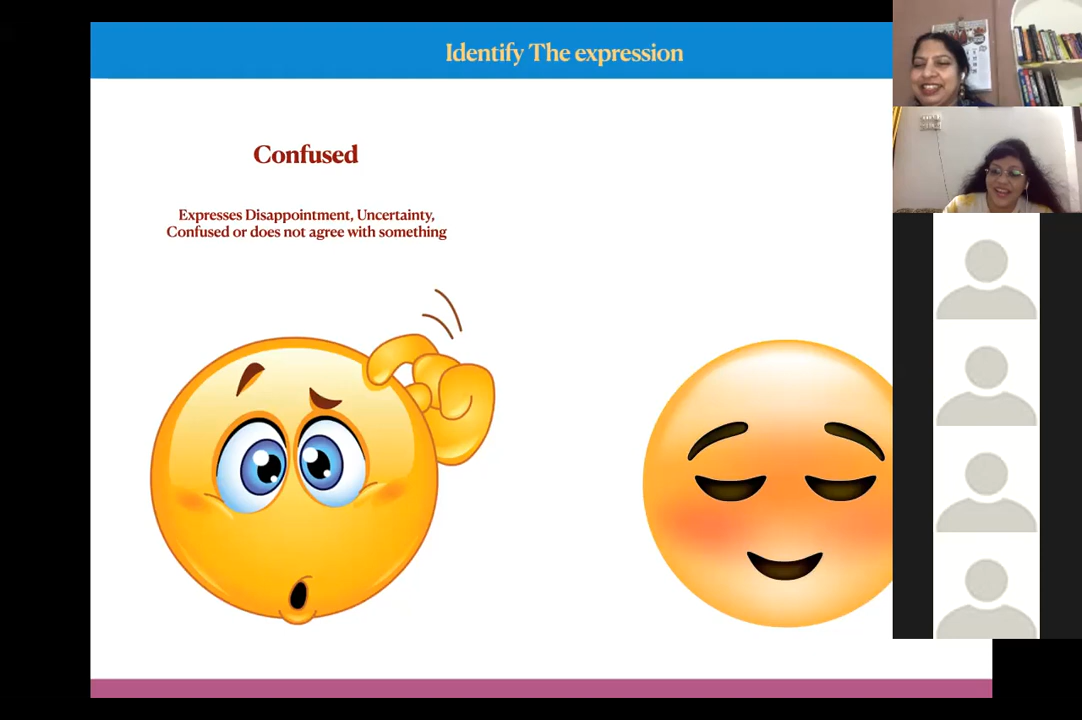 Identify The expression
Confused
Expresses Disappointment, Uncertainty,
Confused or does not agree with something